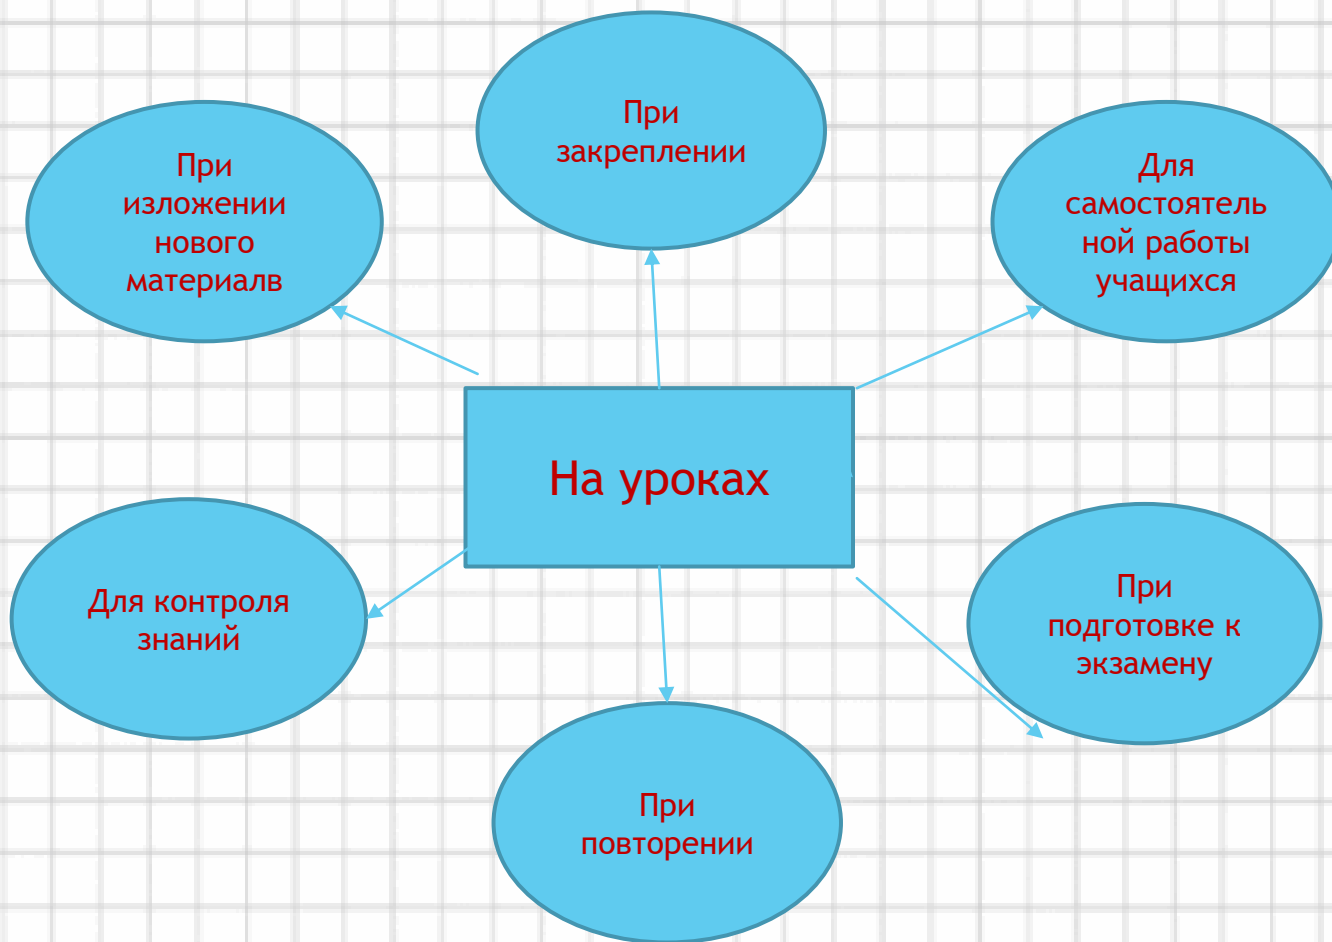 При
закреплении
При
изложении
нового
материалв
Для
самостоятель
ной работы
учащихся
На уроках
Для контроля
знаний
При
подготовке к
экзамену
При
повторении